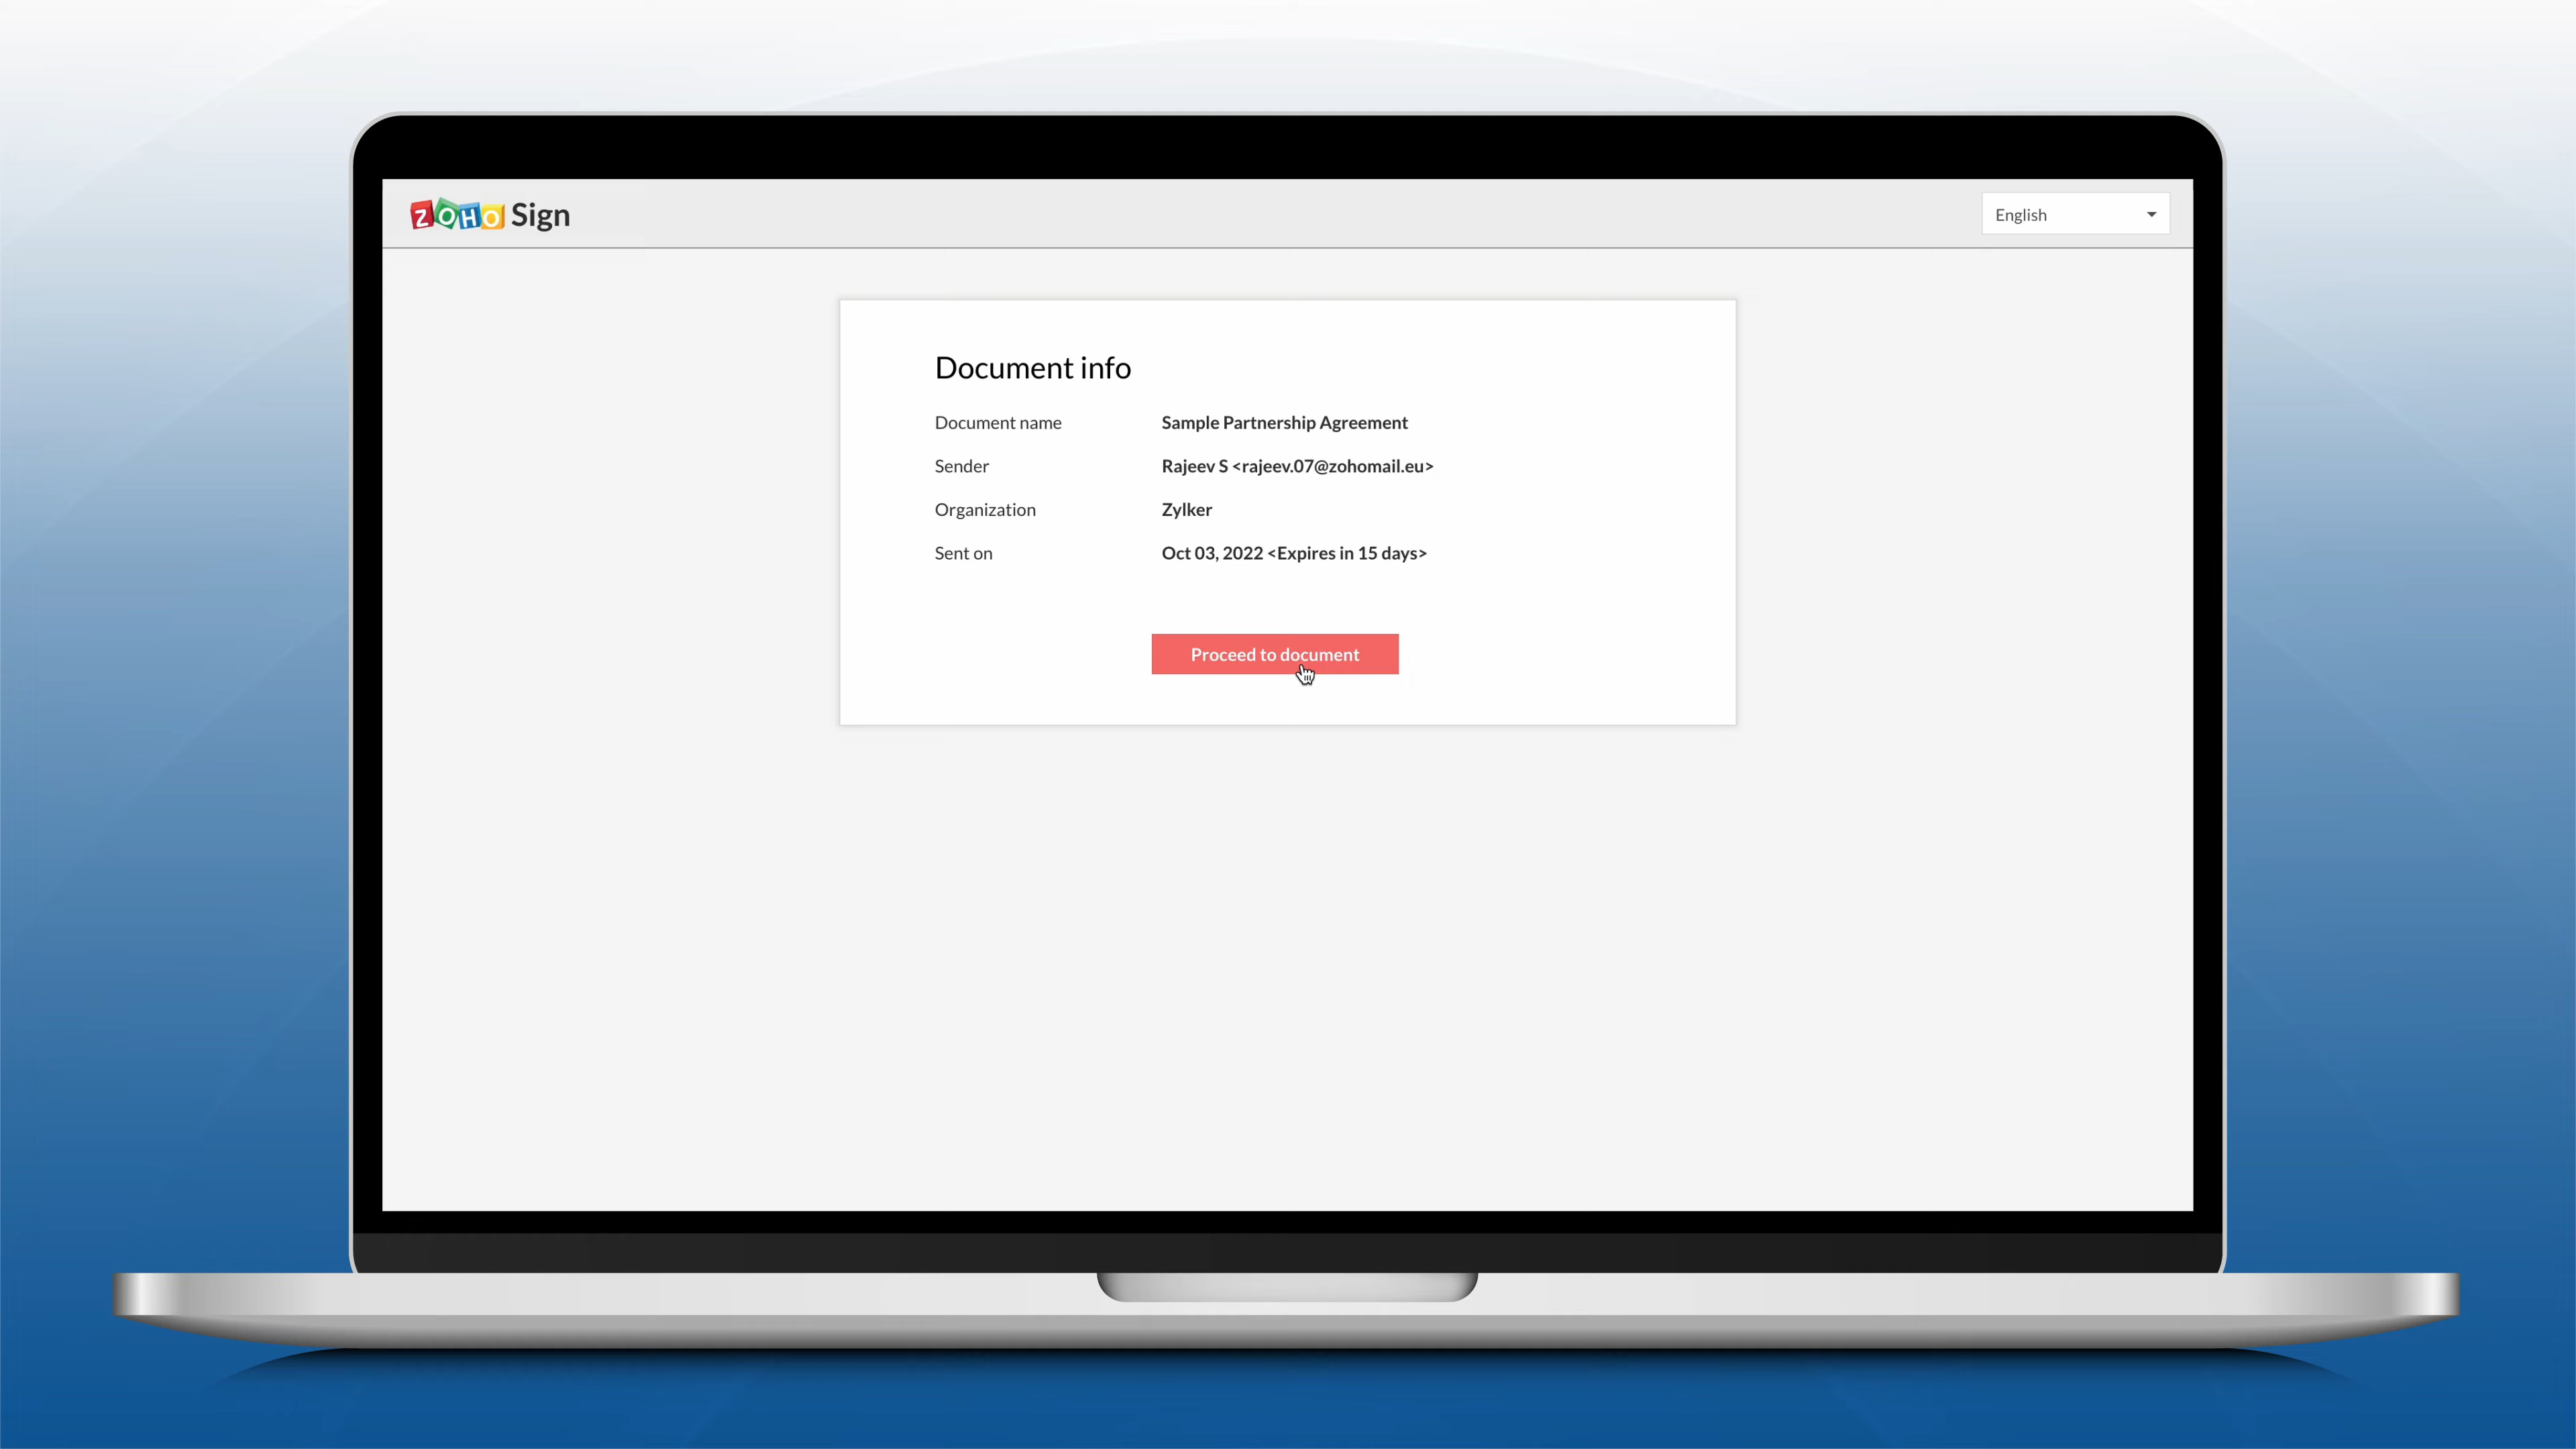 ZOHO Sign
English
Document info
Document name Sample Partnership Agreement
Sender Rajeev S <rajeev.07@zohomail.eu>
Organization Zylker
Sent on Oct 03, 2022 <Expires in 15 days>
Proceed to document